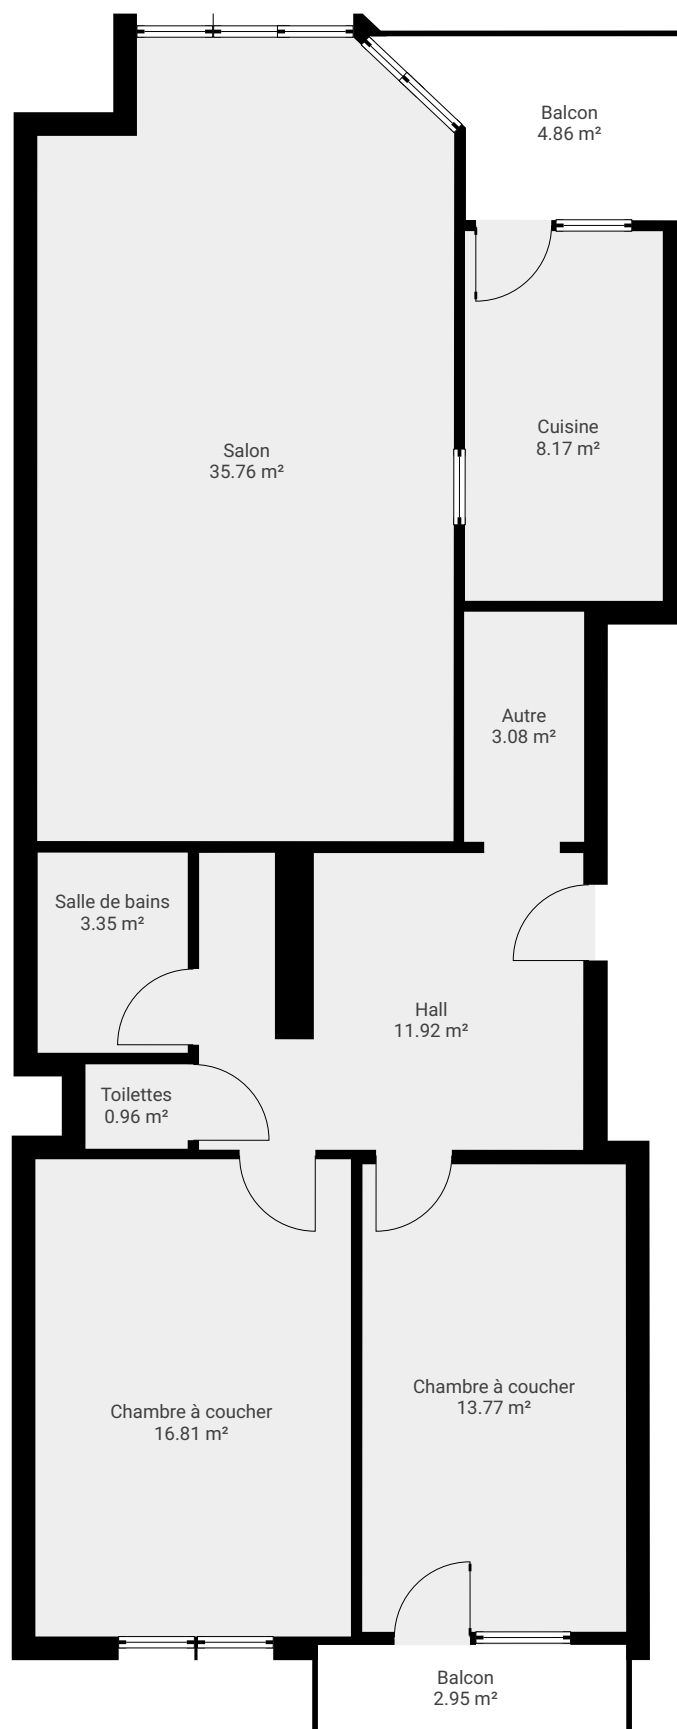 Balcon
4.86 m²
Cuisine
8.17 m²
Salon
35.76 m²
Autre
3.08 m²
Salle de bains
3.35 m²
Hall
11.92 m²
Toilettes
0.96 m²
Chambre à coucher
16.81 m²
Chambre à coucher
13.77 m²
Balcon
2.95 m²